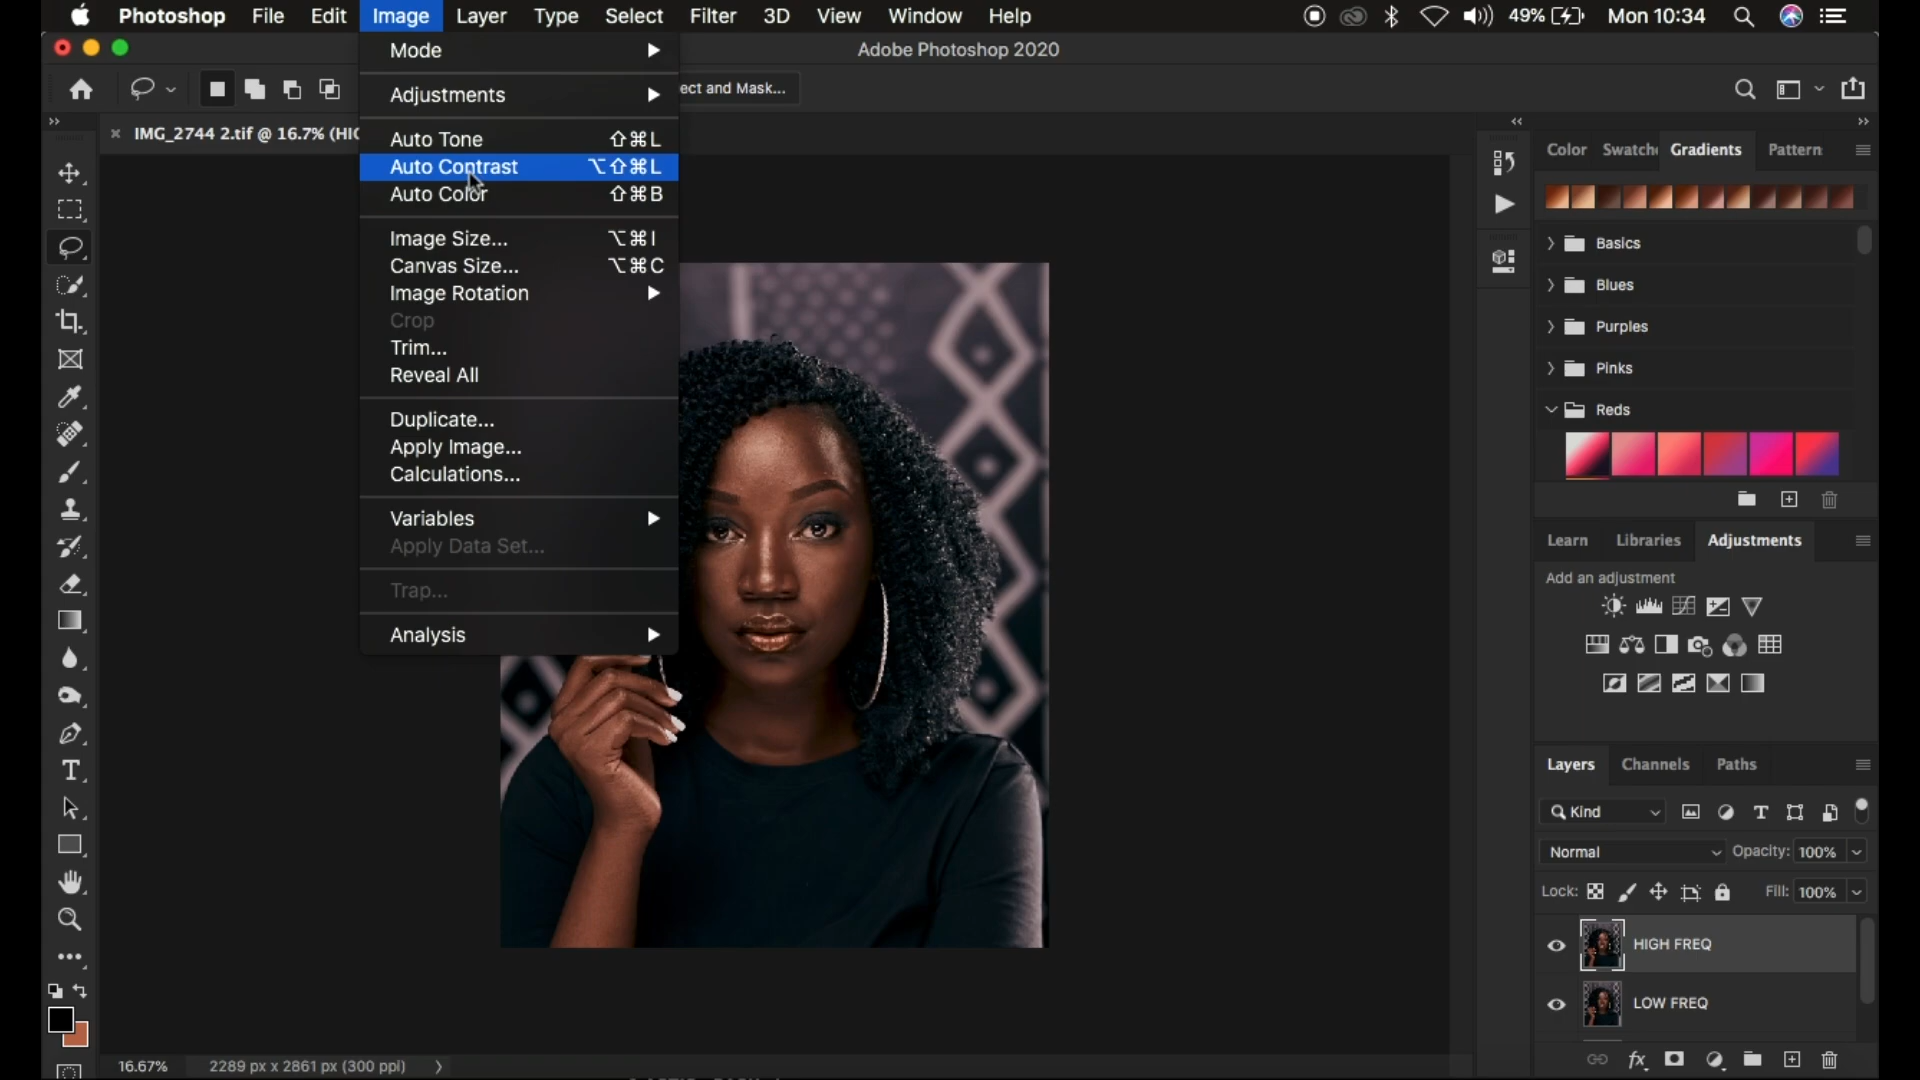 Photoshop File Edit Image Layer Type Select Filter 3D View Window Help 49% Mon 10:34
Adobe Photoshop 2020
ect and Mask...
IMG_2744 2.tif @ 16.7% (HIG
Mode
Adjustments
Auto Tone ⇧⌘L
Auto Contrast ⌥⇧⌘L
Auto Color ⇧⌘B
Image Size... ⌥⌘I
Canvas Size... ⌥⌘C
Image Rotation
Crop
Trim...
Reveal All
Duplicate...
Apply Image...
Calculations...
Variables
Apply Data Set...
Trap...
Analysis
Color Swatche Gradients Pattern
Basics
Blues
Purples
Pinks
Reds
Learn Libraries Adjustments
Add an adjustment
Layers Channels Paths
Kind
Normal Opacity: 100%
Lock: Fill: 100%
HIGH FREQ
LOW FREQ
fx
16.67% 2289 px x 2861 px (300 ppi)